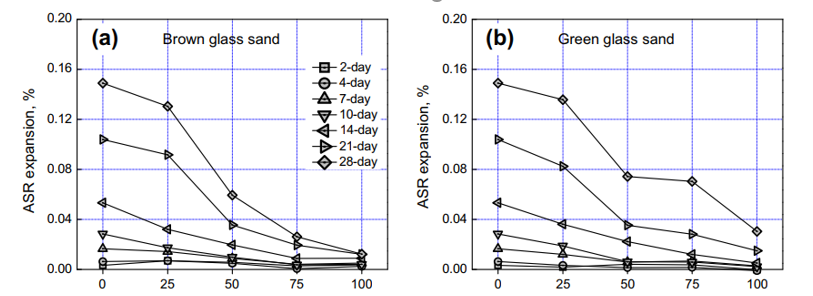 (a) Brown glass sand
ASR expansion, %
0.20
0.16
0.12
0.08
0.04
0.00
0 25 50 75 100
2-day
4-day
7-day
10-day
14-day
21-day
28-day
(b) Green glass sand
ASR expansion, %
0.20
0.16
0.12
0.08
0.04
0.00
0 25 50 75 100